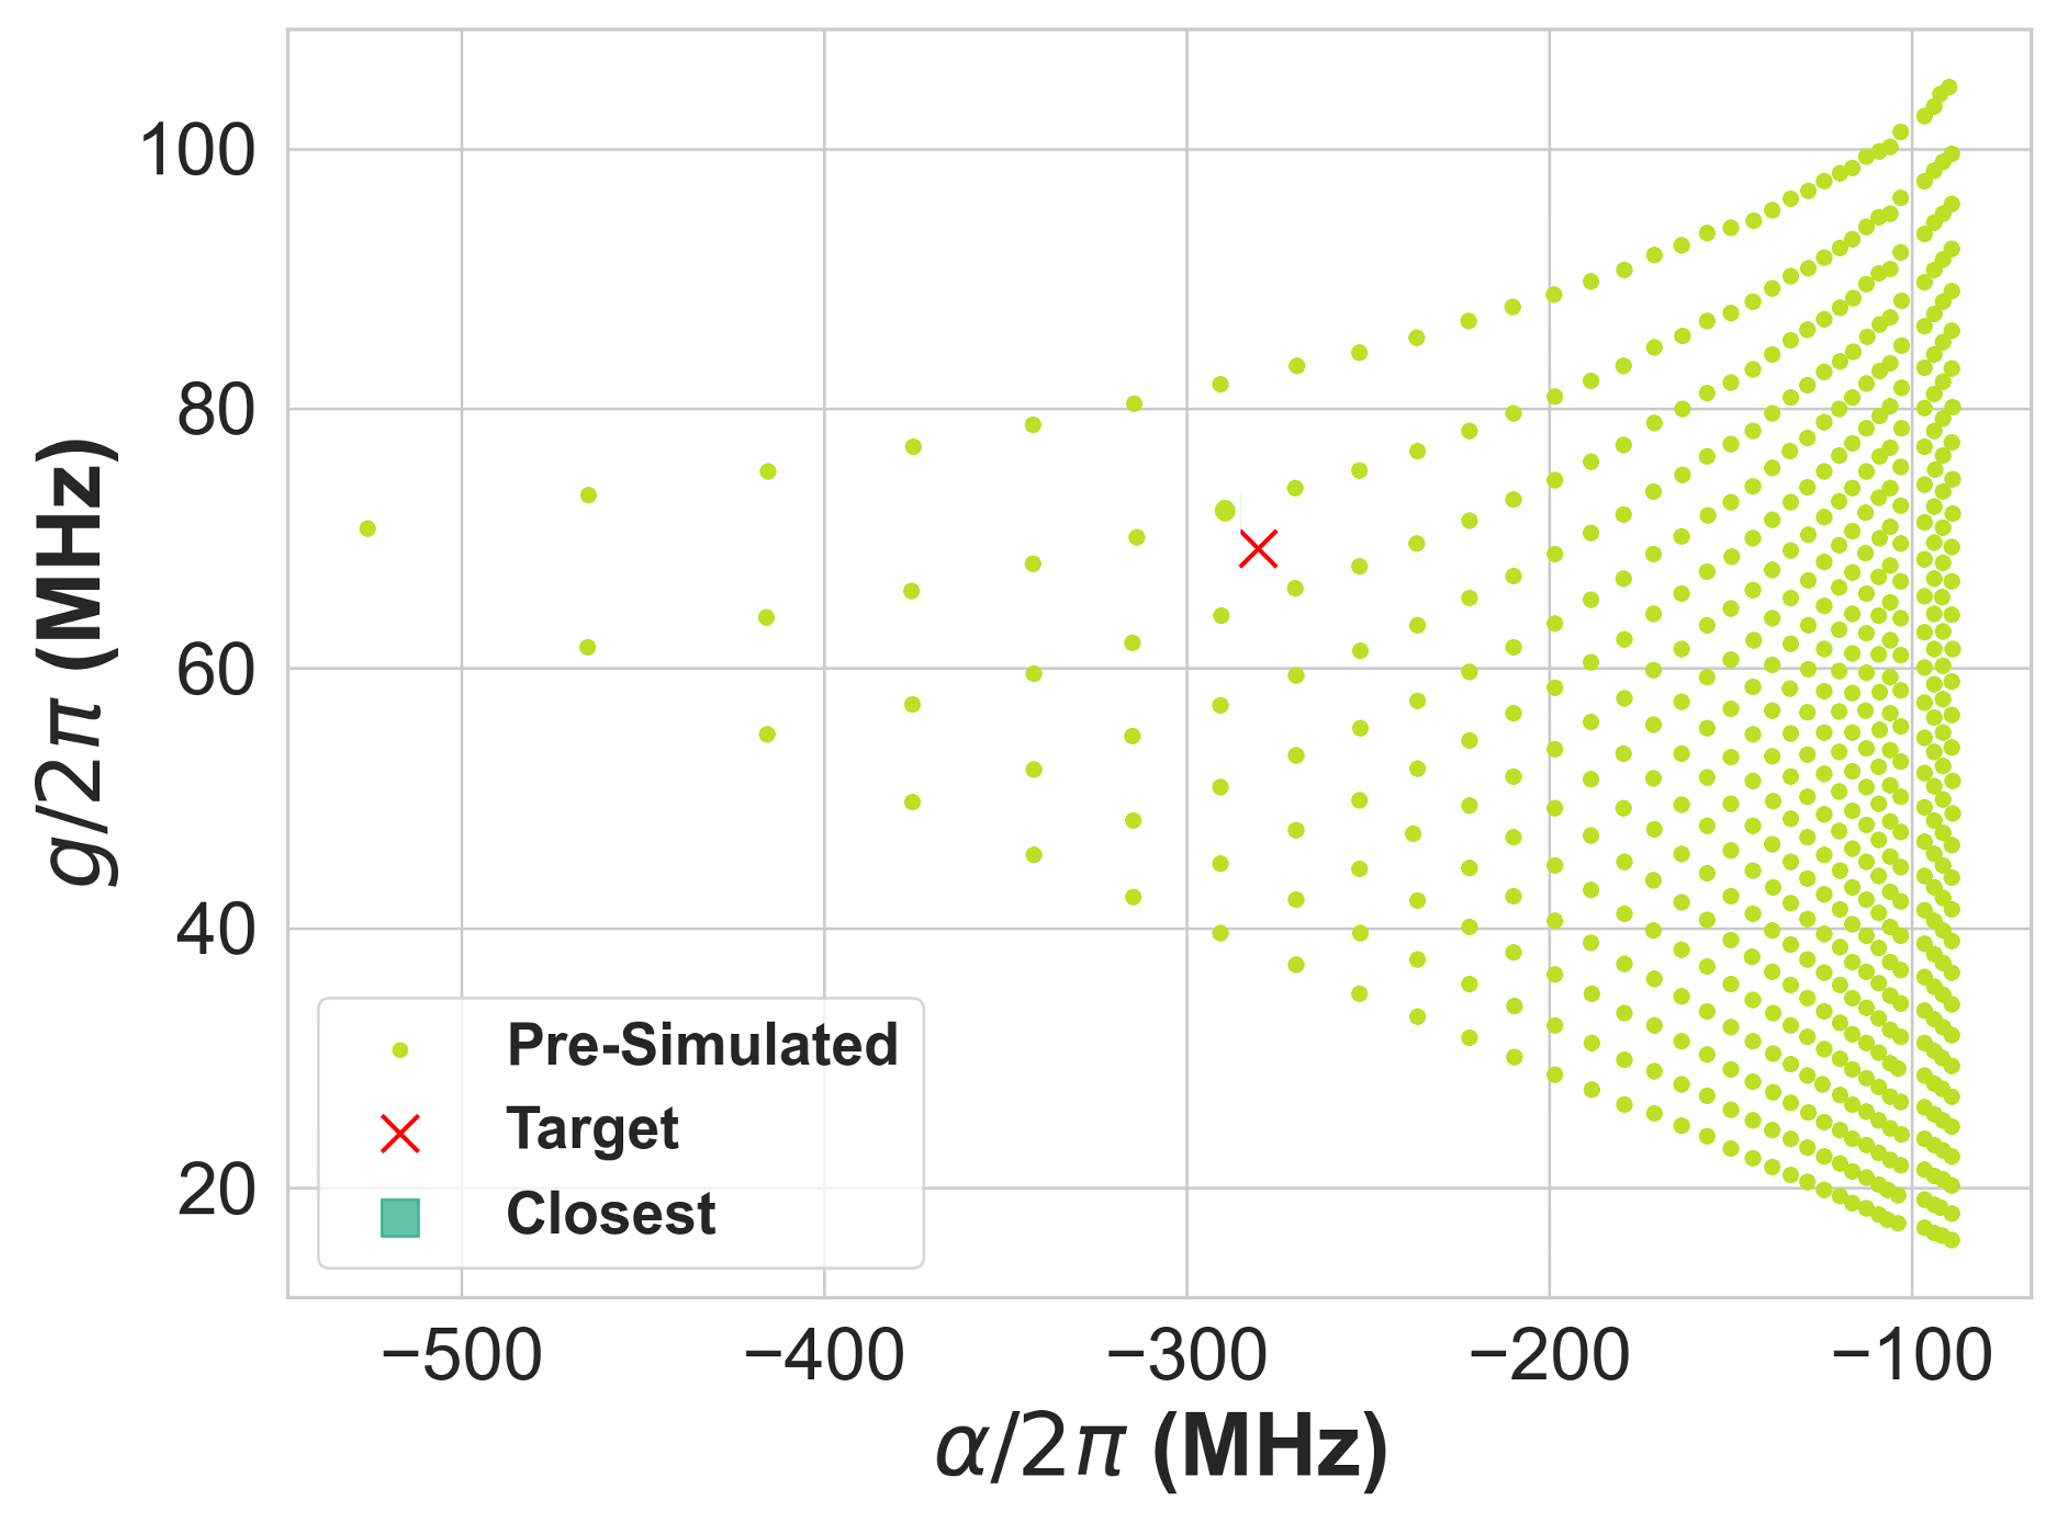 100
80
60
40
20
g/2π (MHz)
Pre-Simulated
Target
Closest
−500 −400 −300 −200 −100
α/2π (MHz)